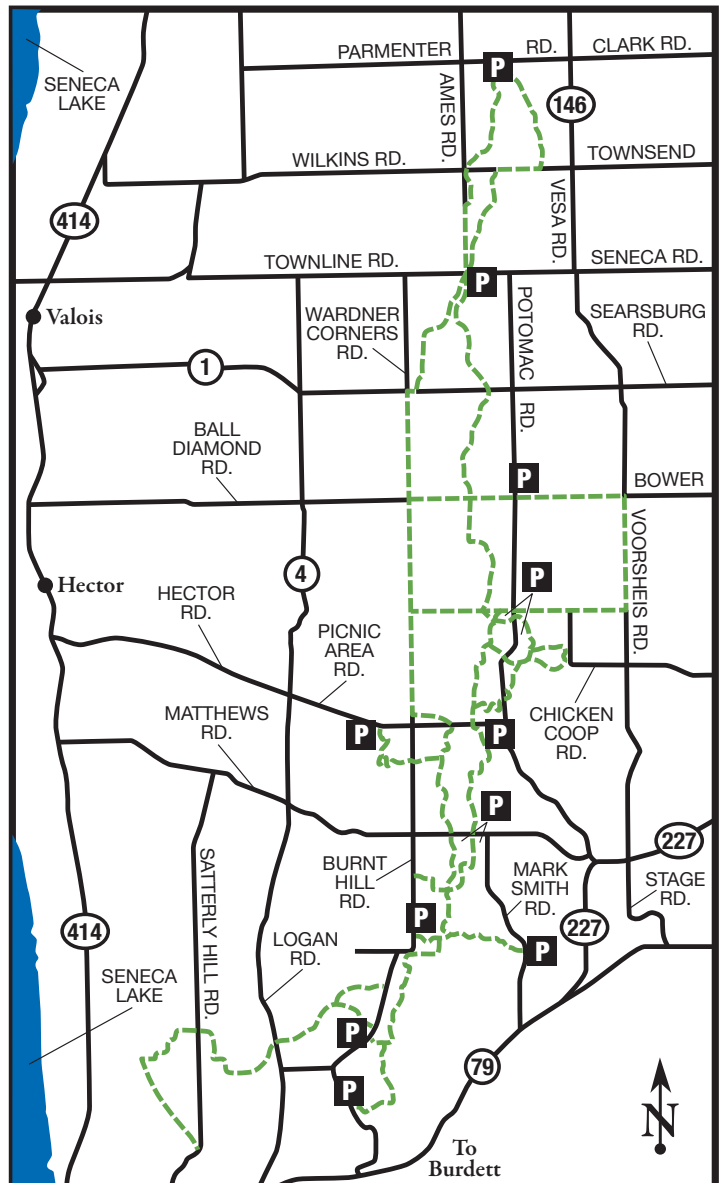 PARMENTER
RD.
CLARK RD.
P
SENECA
LAKE
AMES RD.
146
WILKINS RD.
TOWNSEND
VESA RD.
414
TOWNLINE RD.
SENECA RD.
P
Valois
WARDNER
CORNERS
RD.
POTOMAC RD.
SEARSBURG
RD.
1
BALL
DIAMOND
RD.
P
BOWER
VOORSHEIS RD.
Hector
4
P
HECTOR
RD.
PICNIC
AREA
RD.
MATTHEWS
RD.
P
P
CHICKEN
COOP
RD.
P
227
SATTERLY HILL RD.
BURNT
HILL
RD.
MARK
SMITH
RD.
STAGE
RD.
414
P
227
LOGAN
RD.
P
SENECA
LAKE
P
79
P
N
To
Burdett